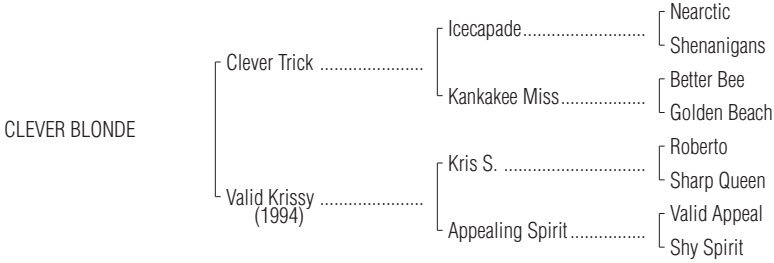 Nearctic
Icecapade..........................
Shenanigans
Clever Trick ......................
Better Bee
Kankakee Miss..................
Golden Beach
CLEVER BLONDE
Roberto
Kris S. ..............................
Sharp Queen
Valid Krissy ......................
(1994)
Valid Appeal
Appealing Spirit................
Shy Spirit